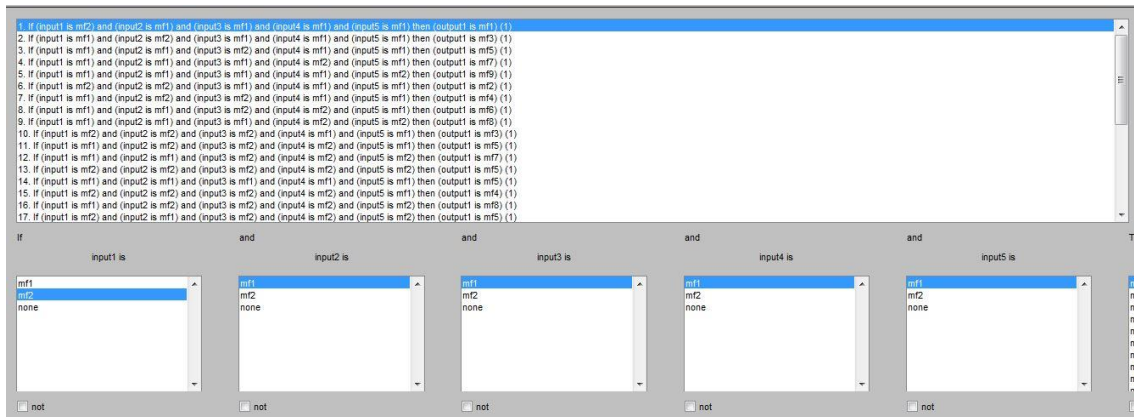 1. If (input1 is mf2) and (input2 is mf1) and (input3 is mf1) and (input4 is mf1) and (input5 is mf1) then (output1 is mf1) (1)
2. If (input1 is mf1) and (input2 is mf2) and (input3 is mf1) and (input4 is mf1) and (input5 is mf1) then (output1 is mf3) (1)
3. If (input1 is mf1) and (input2 is mf1) and (input3 is mf2) and (input4 is mf1) and (input5 is mf1) then (output1 is mf5) (1)
4. If (input1 is mf1) and (input2 is mf1) and (input3 is mf1) and (input4 is mf2) and (input5 is mf1) then (output1 is mf7) (1)
5. If (input1 is mf1) and (input2 is mf1) and (input3 is mf1) and (input4 is mf1) and (input5 is mf2) then (output1 is mf9) (1)
6. If (input1 is mf2) and (input2 is mf2) and (input3 is mf1) and (input4 is mf1) and (input5 is mf1) then (output1 is mf2) (1)
7. If (input1 is mf1) and (input2 is mf2) and (input3 is mf2) and (input4 is mf1) and (input5 is mf1) then (output1 is mf4) (1)
8. If (input1 is mf1) and (input2 is mf1) and (input3 is mf2) and (input4 is mf2) and (input5 is mf1) then (output1 is mf6) (1)
9. If (input1 is mf1) and (input2 is mf1) and (input3 is mf1) and (input4 is mf2) and (input5 is mf2) then (output1 is mf8) (1)
10. If (input1 is mf2) and (input2 is mf2) and (input3 is mf2) and (input4 is mf1) and (input5 is mf1) then (output1 is mf3) (1)
11. If (input1 is mf1) and (input2 is mf2) and (input3 is mf2) and (input4 is mf2) and (input5 is mf1) then (output1 is mf5) (1)
12. If (input1 is mf1) and (input2 is mf1) and (input3 is mf2) and (input4 is mf2) and (input5 is mf2) then (output1 is mf7) (1)
13. If (input1 is mf2) and (input2 is mf2) and (input3 is mf2) and (input4 is mf2) and (input5 is mf2) then (output1 is mf5) (1)
14. If (input1 is mf1) and (input2 is mf1) and (input3 is mf1) and (input4 is mf1) and (input5 is mf1) then (output1 is mf5) (1)
15. If (input1 is mf2) and (input2 is mf2) and (input3 is mf2) and (input4 is mf2) and (input5 is mf1) then (output1 is mf4) (1)
16. If (input1 is mf1) and (input2 is mf2) and (input3 is mf2) and (input4 is mf2) and (input5 is mf2) then (output1 is mf8) (1)
17. If (input1 is mf2) and (input2 is mf1) and (input3 is mf2) and (input4 is mf2) and (input5 is mf2) then (output1 is mf5) (1)
If and and and and T
input1 is input2 is input3 is input4 is input5 is
mf1 mf1 mf1 mf1 mf1
mf2 mf2 mf2 mf2 mf2
none none none none none
not not not not not